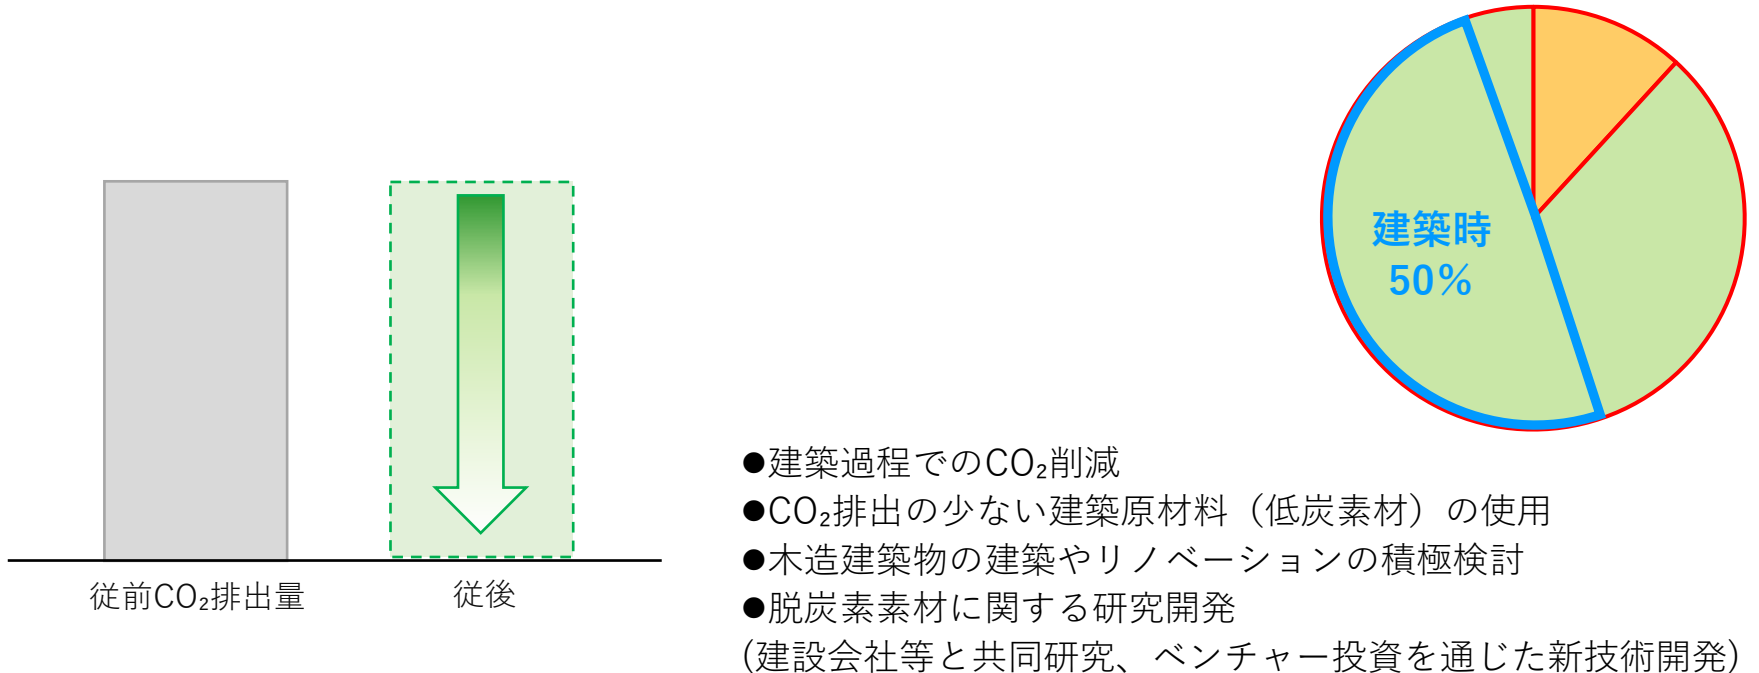 建築時
50%
従前CO₂排出量
従後
●建築過程でのCO₂削減
●CO₂排出の少ない建築原材料（低炭素材）の使用
●木造建築物の建築やリノベーションの積極検討
●脱炭素素材に関する研究開発
(建設会社等と共同研究、ベンチャー投資を通じた新技術開発)